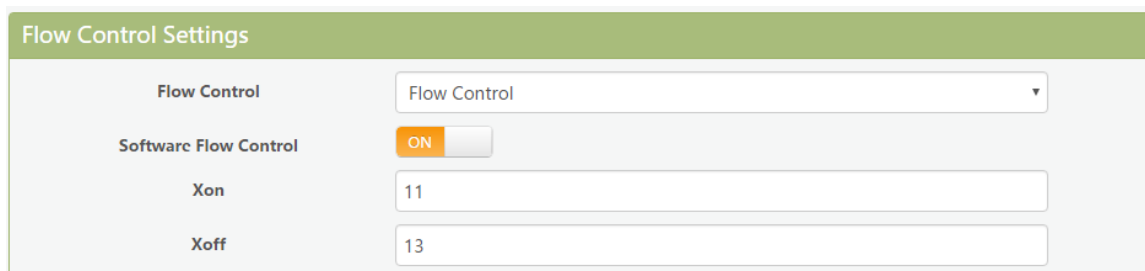 Flow Control Settings
Flow Control Flow Control
Software Flow Control ON
Xon 11
Xoff 13